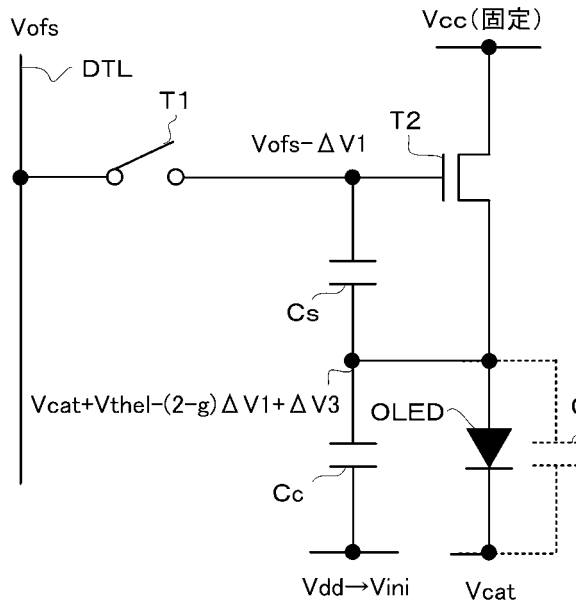 Vofs
Vcc(固定)
DTL
T1
T2
Vofs-ΔV1
Cs
Vcat+Vthel-(2-g)ΔV1+ΔV3
OLED
Cc
Vdd→Vini
Vcat